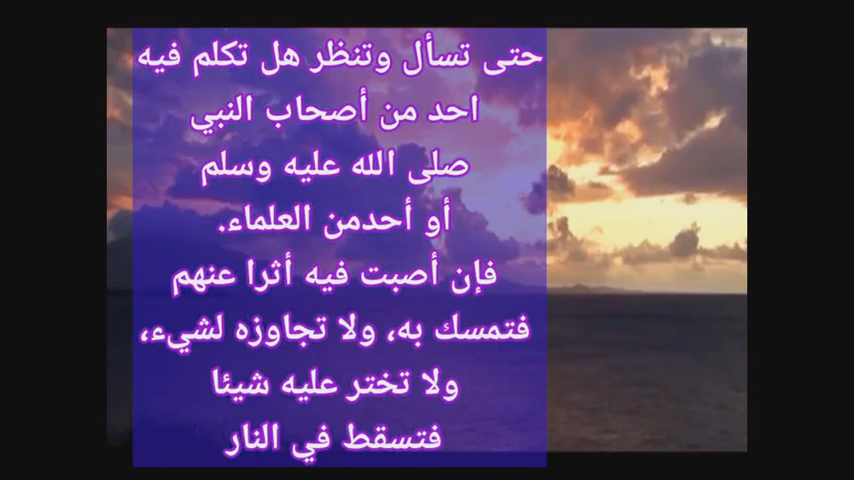 حتى تسأل وتنظر هل تكلم فيه
احد من أصحاب النبي
صلى الله عليه وسلم
أو أحدمن العلماء.
فإن أصبت فيه أثرا عنهم
فتمسك به، ولا تجاوزه لشيء،
ولا تختر عليه شيئا
فتسقط في النار